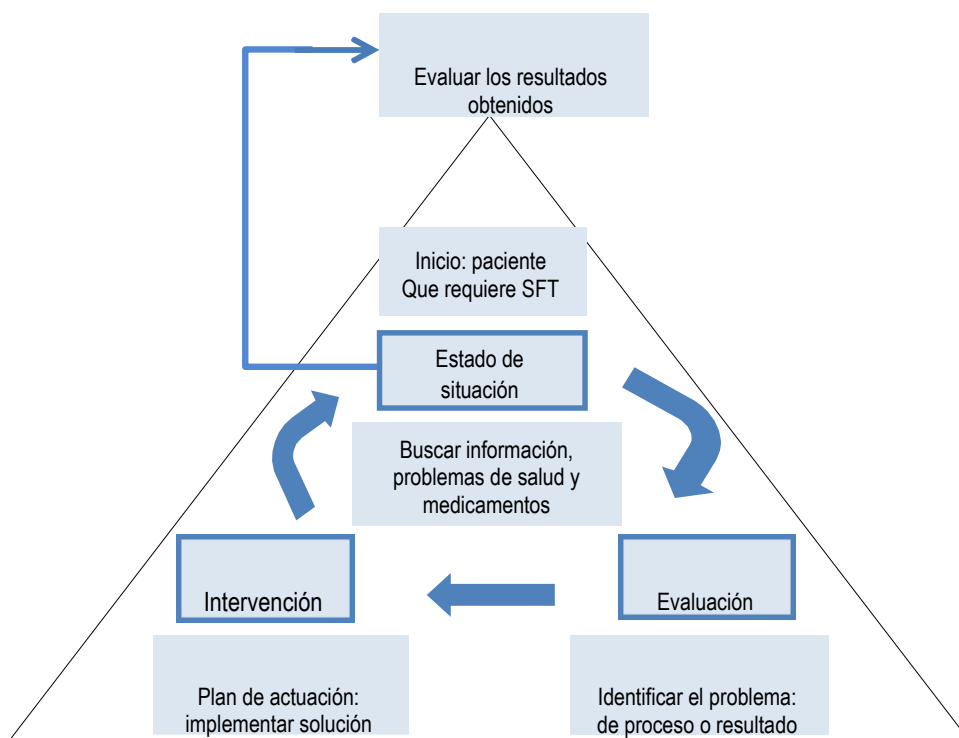 Evaluar los resultados
obtenidos
Inicio: paciente
Que requiere SFT
Estado de
situación
Buscar información,
problemas de salud y
medicamentos
Intervención
Evaluación
Plan de actuación:
implementar solución
Identificar el problema:
de proceso o resultado